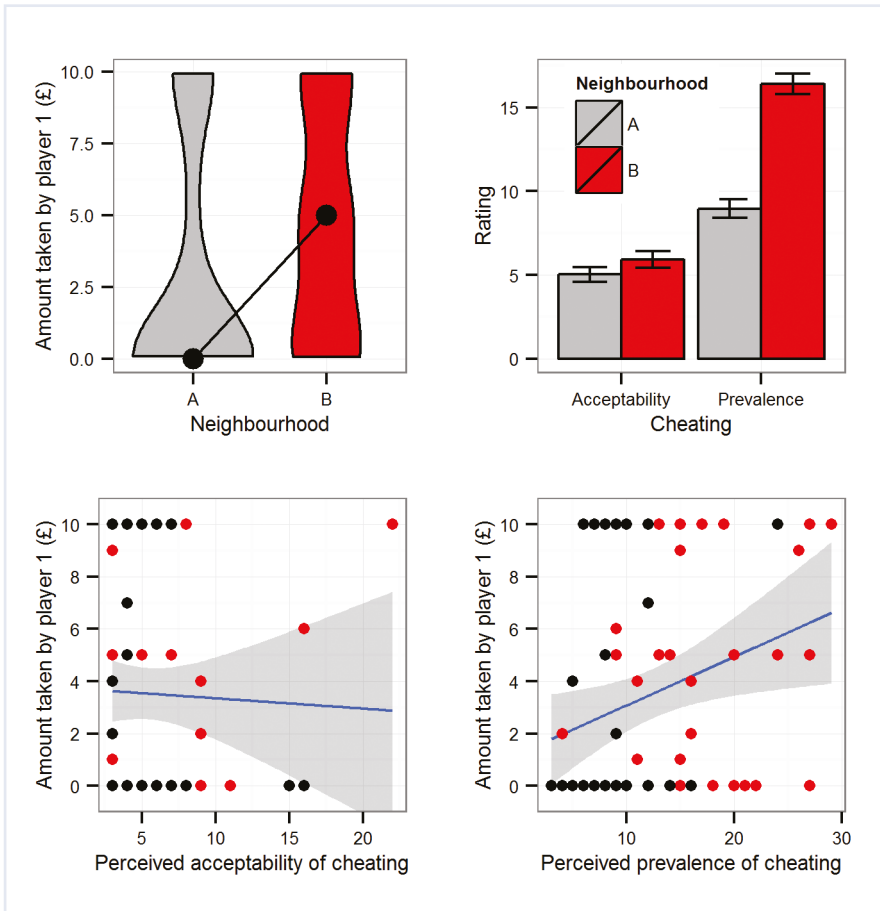 Amount taken by player 1 (£)
10.0
7.5
5.0
2.5
0.0
A
B
Neighbourhood
Rating
15
10
5
0
Neighbourhood
A
B
Acceptability
Prevalence
Cheating
Amount taken by player 1 (£)
10
8
6
4
2
0
5
10
15
20
Perceived acceptability of cheating
Amount taken by player 1 (£)
10
8
6
4
2
0
10
20
30
Perceived prevalence of cheating